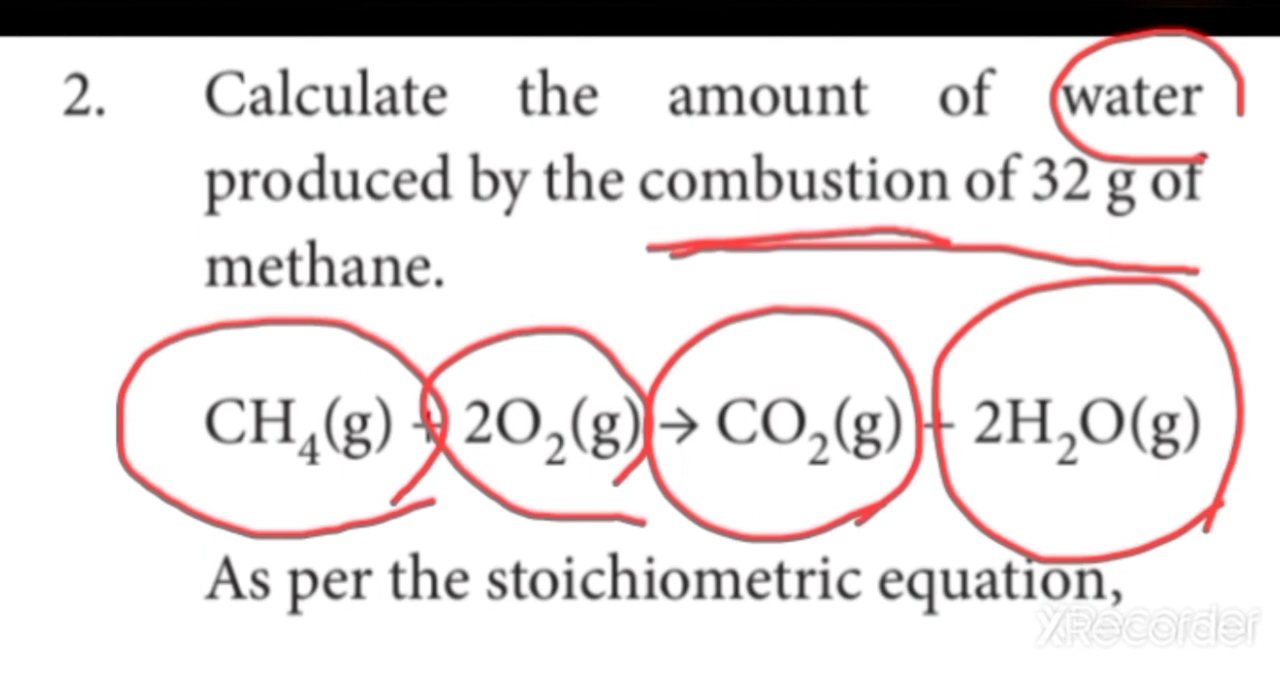 2. Calculate the amount of water
produced by the combustion of 32 g of
methane.
CH₄(g) + 2O₂(g) → CO₂(g) + 2H₂O(g)
As per the stoichiometric equation,
XRecorder